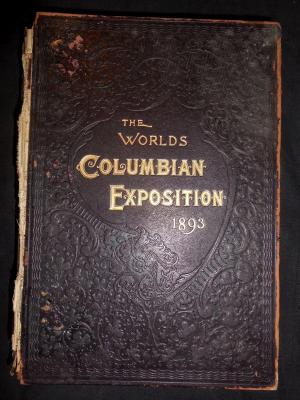 THE
WORLDS
COLUMBIAN
EXPOSITION
1893